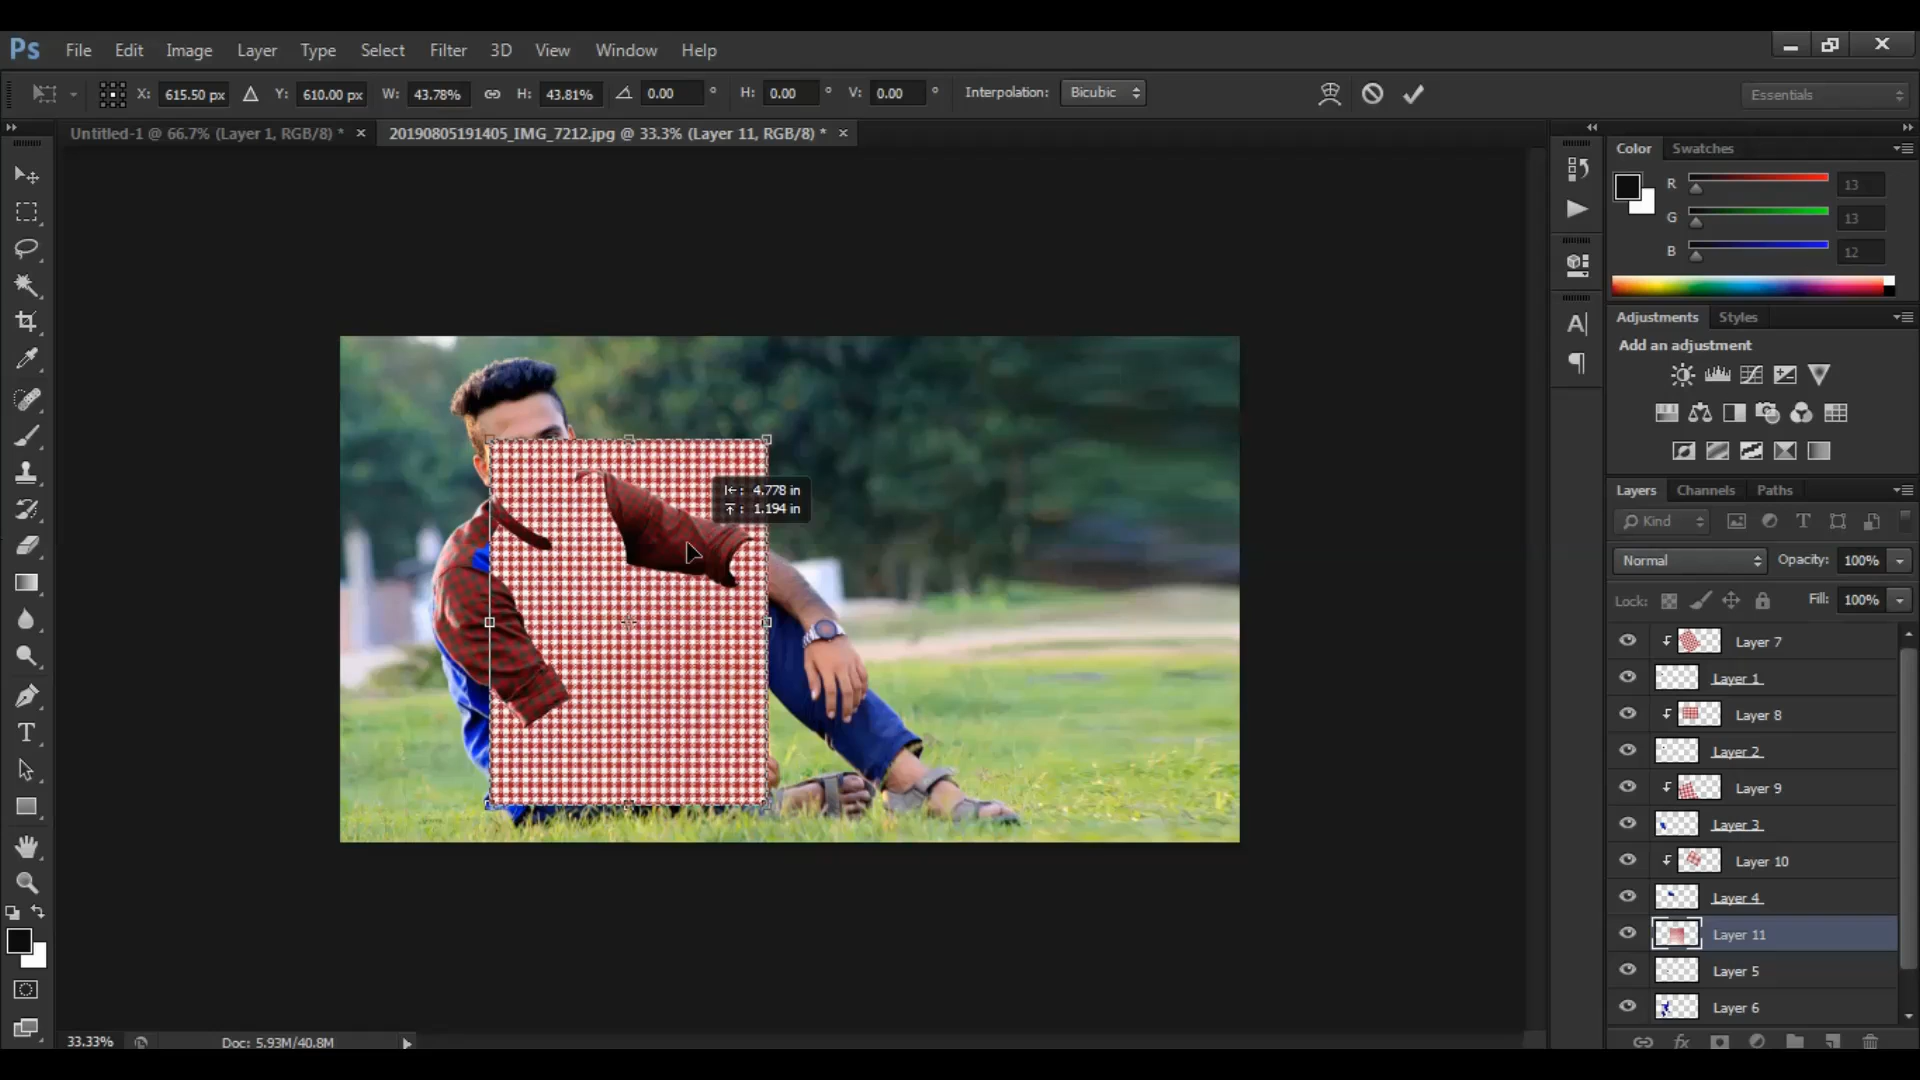 Ps File Edit Image Layer Type Select Filter 3D View Window Help
X: 615.50 px Y: 610.00 px W: 43.78% H: 43.81% 0.00 ° H: 0.00 ° V: 0.00 ° Interpolation: Bicubic Essentials
Untitled-1 @ 66.7% (Layer 1, RGB/8) * 20190805191405_IMG_7212.jpg @ 33.3% (Layer 11, RGB/8) *
Color Swatches
R 13
G 13
B 12
Adjustments Styles
Add an adjustment
4.778 in
1.194 in
Layers Channels Paths
Kind
Normal Opacity: 100%
Lock: Fill: 100%
Layer 7
Layer 1
Layer 8
Layer 2
Layer 9
Layer 3
Layer 10
Layer 4
Layer 11
Layer 5
Layer 6
33.33% Doc: 5.93M/40.8M